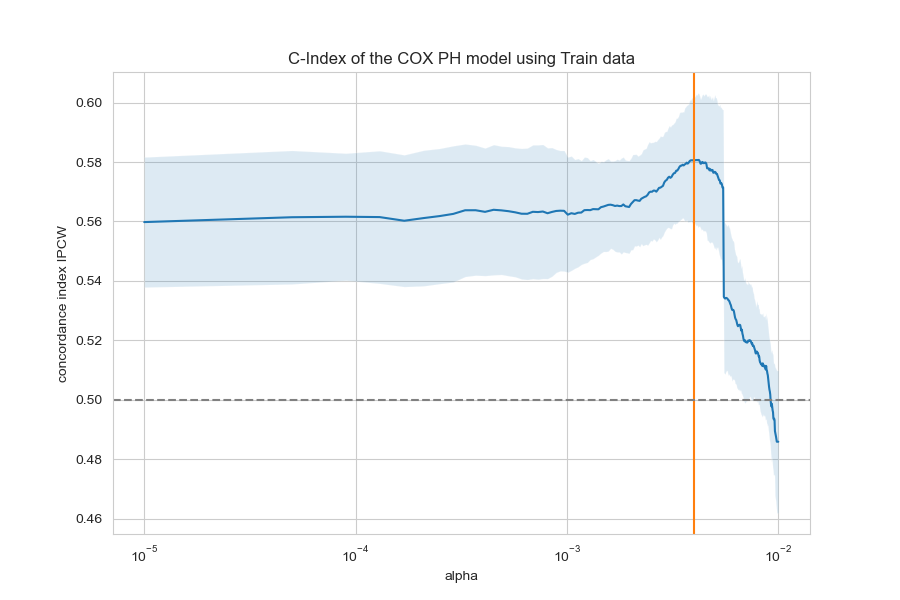 C-Index of the COX PH model using Train data
concordance index IPCW
0.60
0.58
0.56
0.54
0.52
0.50
0.48
0.46
10⁻⁵ 10⁻⁴ 10⁻³ 10⁻²
alpha